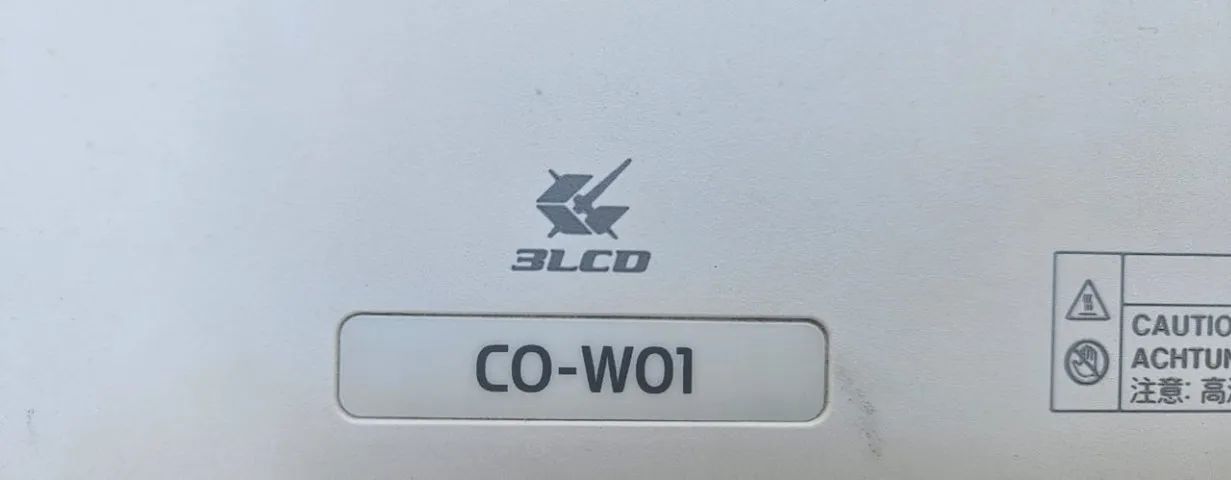 3LCD
CO-W01
CAUTIO
ACHTUN
注意: 高